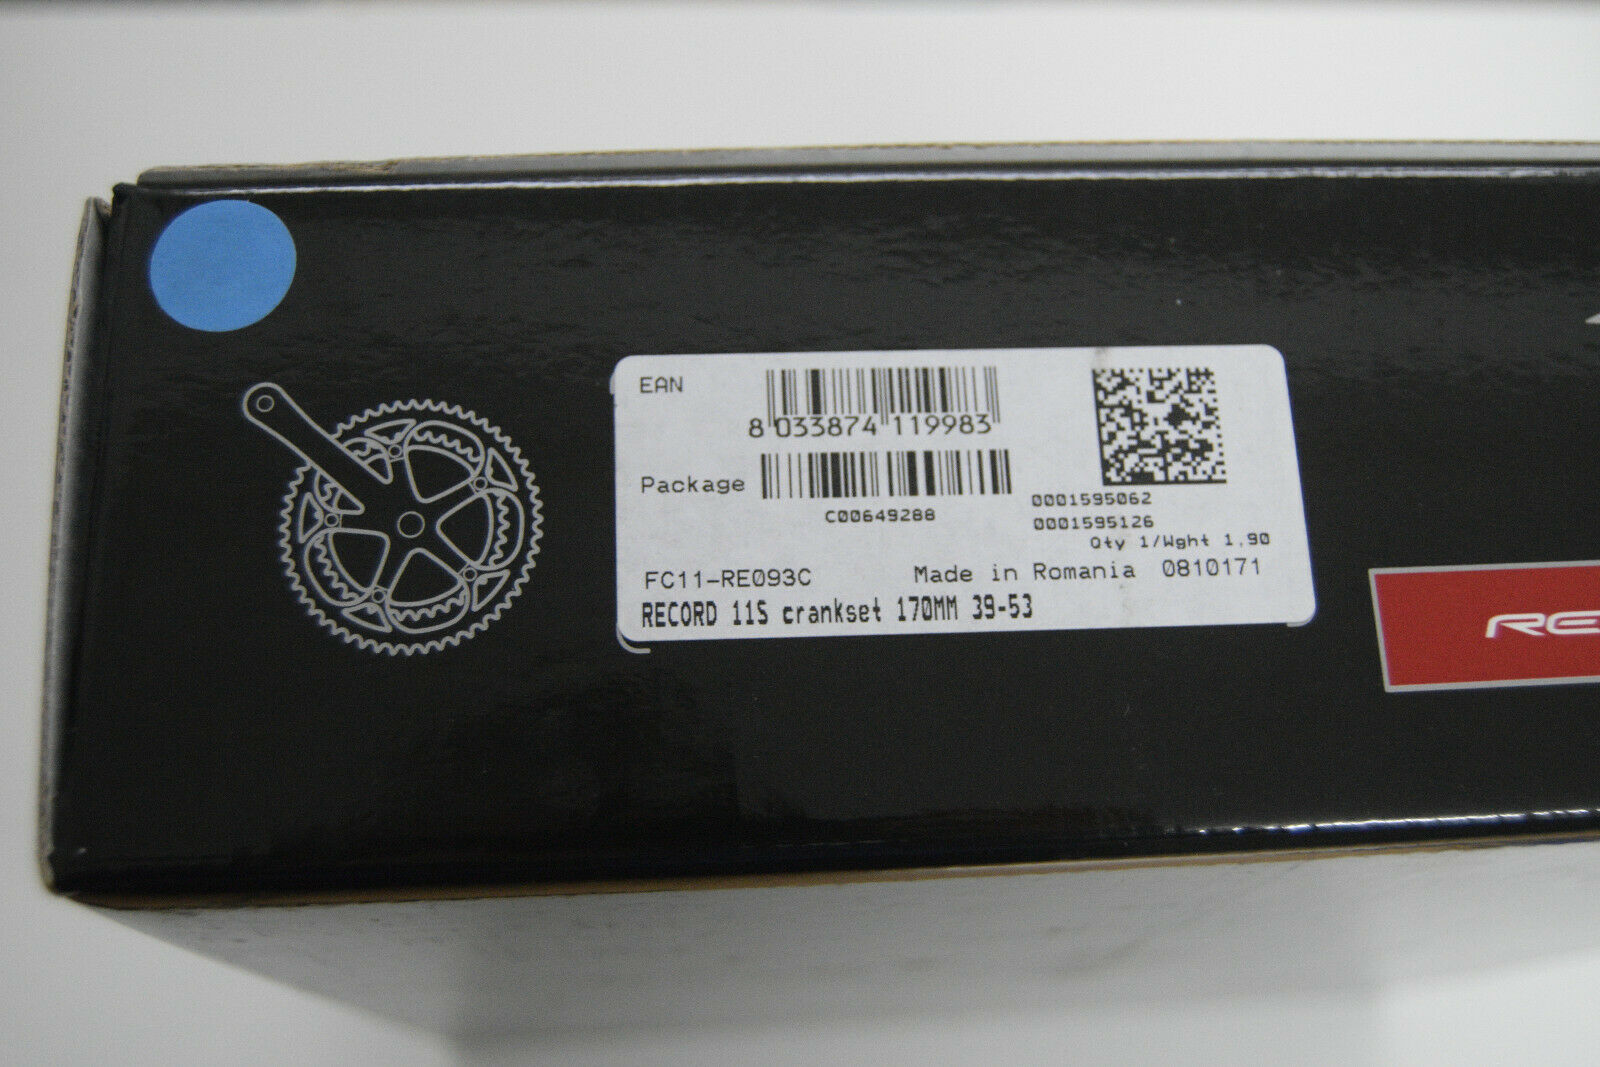 EAN
8 033874 119983
Package
C00649288
0001595062
0001595126
Qty 1/Wght 1.90
FC11-RE093C Made in Romania 0810171
RECORD 11S crankset 170MM 39-53
RE